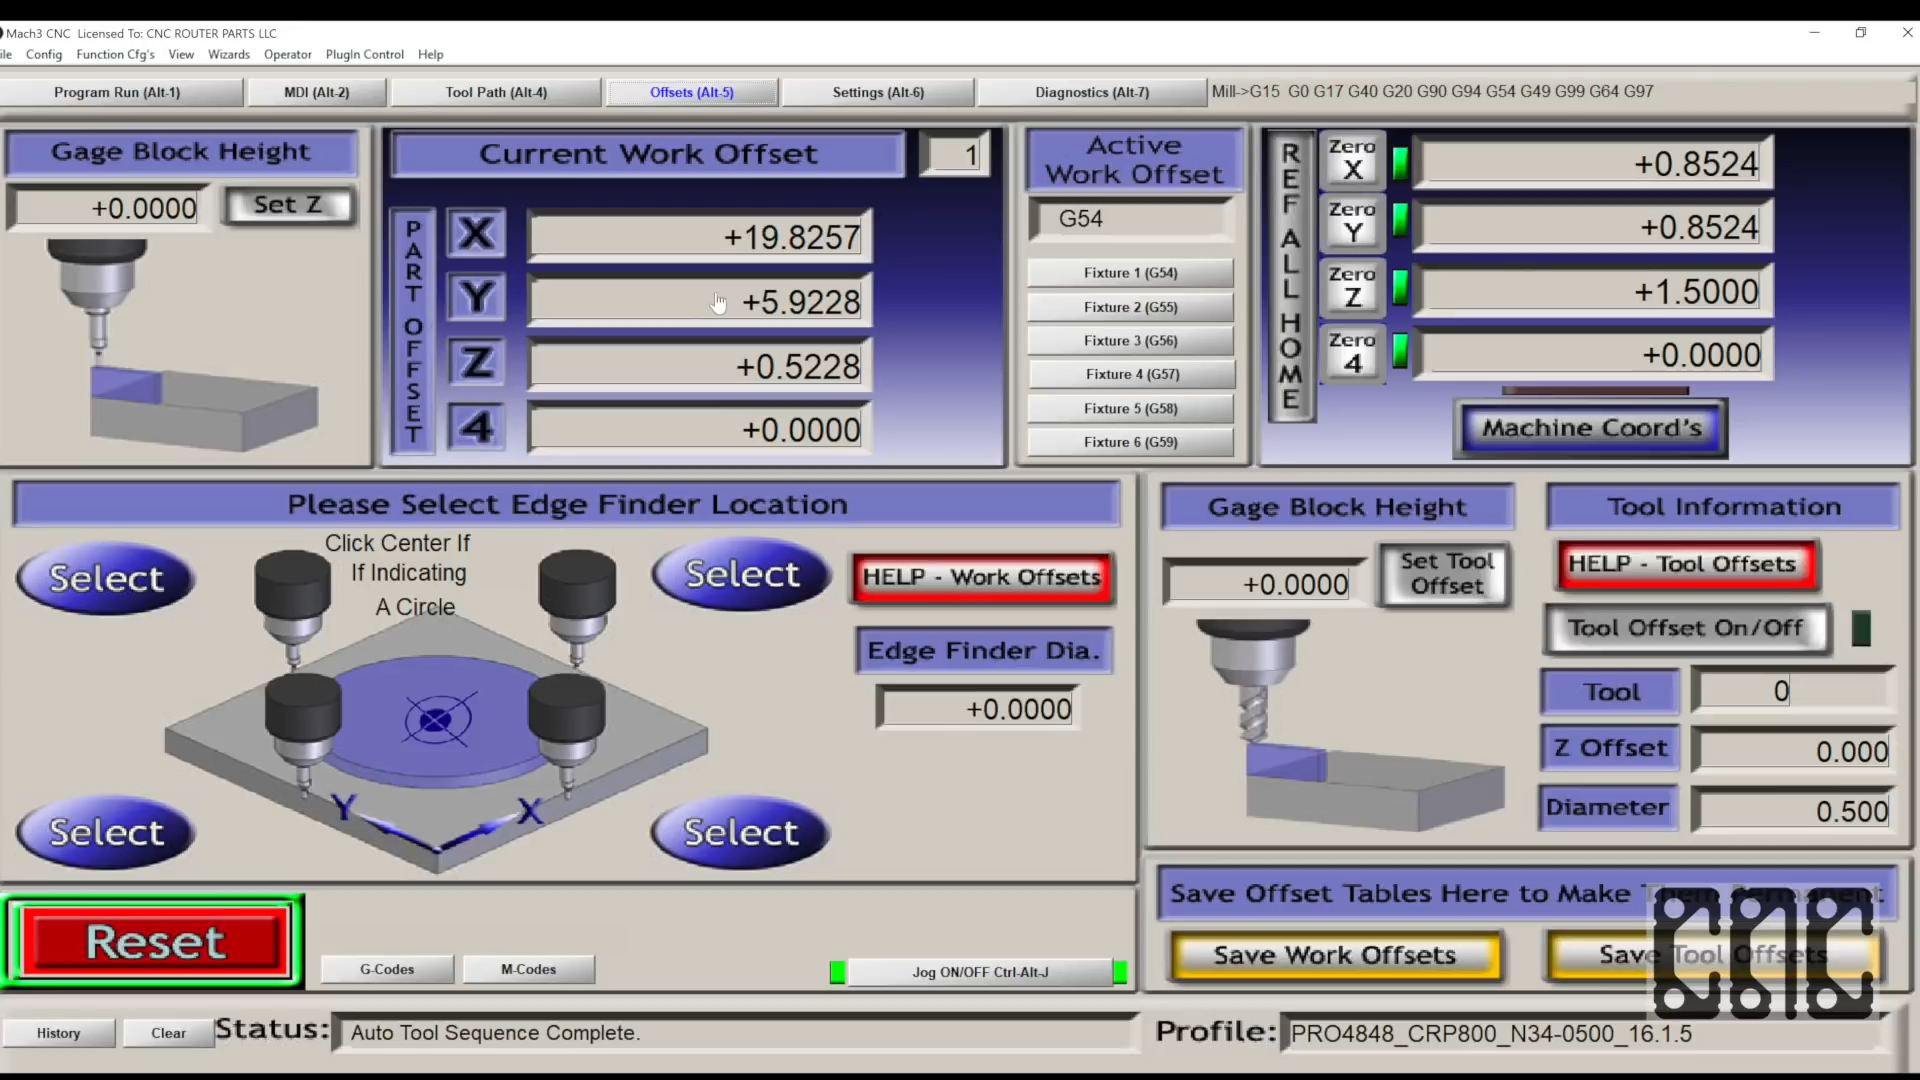 Mach3 CNC Licensed To: CNC ROUTER PARTS LLC
ile Config Function Cfg's View Wizards Operator PlugIn Control Help
Program Run (Alt-1) MDI (Alt-2) Tool Path (Alt-4) Offsets (Alt-5) Settings (Alt-6) Diagnostics (Alt-7) Mill->G15 G0 G17 G40 G20 G90 G94 G54 G49 G99 G64 G97
Gage Block Height
+0.0000 Set Z
Current Work Offset 1
PART OFFSET
X +19.8257
Y +5.9228
Z +0.5228
4 +0.0000
Active
Work Offset
G54
Fixture 1 (G54)
Fixture 2 (G55)
Fixture 3 (G56)
Fixture 4 (G57)
Fixture 5 (G58)
Fixture 6 (G59)
REF ALL HOME
Zero X +0.8524
Zero Y +0.8524
Zero Z +1.5000
Zero 4 +0.0000
Machine Coord's
Please Select Edge Finder Location
Click Center If
If Indicating
A Circle
Select
Select
Select
Select
Y X
HELP - Work Offsets
Edge Finder Dia.
+0.0000
Gage Block Height
+0.0000
Set Tool
Offset
Tool Information
HELP - Tool Offsets
Tool Offset On/Off
Tool 0
Z Offset 0.000
Diameter 0.500
Save Offset Tables Here to Make Them Permanent
Save Work Offsets Save Tool Offsets
CNC
Reset
G-Codes M-Codes
Jog ON/OFF Ctrl-Alt-J
History Clear Status: Auto Tool Sequence Complete.
Profile: PRO4848_CRP800_N34-0500_16.1.5